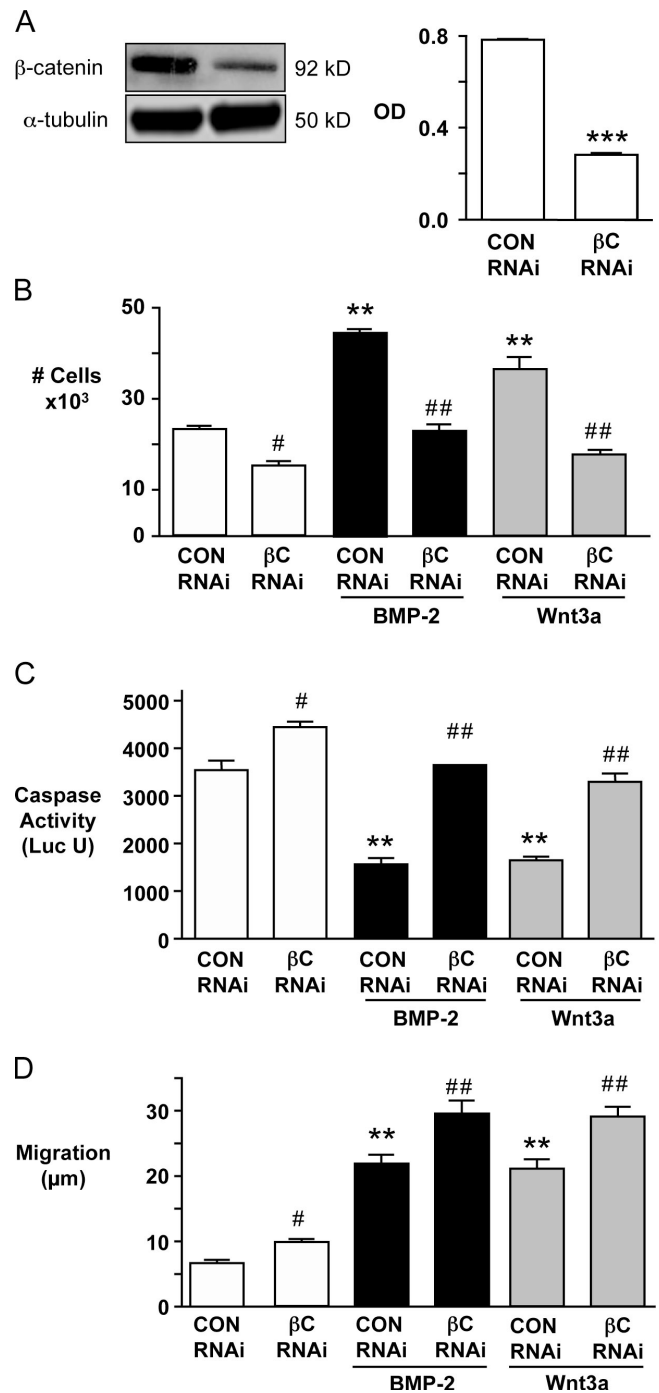 A
β-catenin
92 kD
α-tubulin
50 kD
OD
0.8
0.4
0.0
***
CON
RNAi
βC
RNAi
B
# Cells
x10³
50
30
10
0
#
**
##
**
##
CON
RNAi
βC
RNAi
CON
RNAi
βC
RNAi
CON
RNAi
βC
RNAi
BMP-2
Wnt3a
C
Caspase
Activity
(Luc U)
5000
4000
3000
2000
1000
0
#
**
##
**
##
CON
RNAi
βC
RNAi
CON
RNAi
βC
RNAi
CON
RNAi
βC
RNAi
BMP-2
Wnt3a
D
Migration
(µm)
30
20
10
0
#
**
##
**
##
CON
RNAi
βC
RNAi
CON
RNAi
βC
RNAi
CON
RNAi
βC
RNAi
BMP-2
Wnt3a